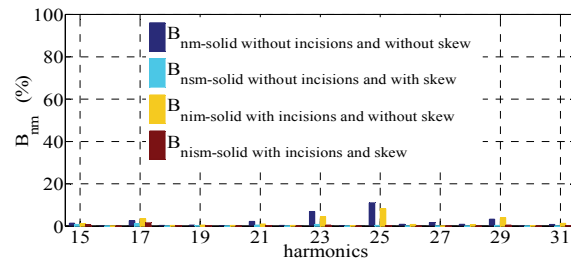 100
80
60
40
20
0
B_nm (%)
B_nm-solid without incisions and without skew
B_nsm-solid without incisions and with skew
B_nim-solid with incisions and without skew
B_nism-solid with incisions and skew
15 17 19 21 23 25 27 29 31
harmonics